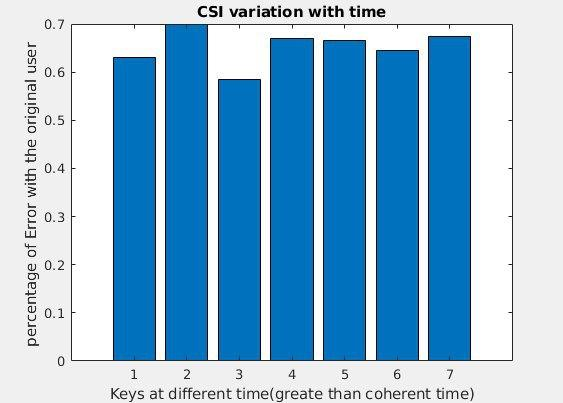 CSI variation with time
percentage of Error with the original user
0.7
0.6
0.5
0.4
0.3
0.2
0.1
0
1 2 3 4 5 6 7
Keys at different time(greate than coherent time)